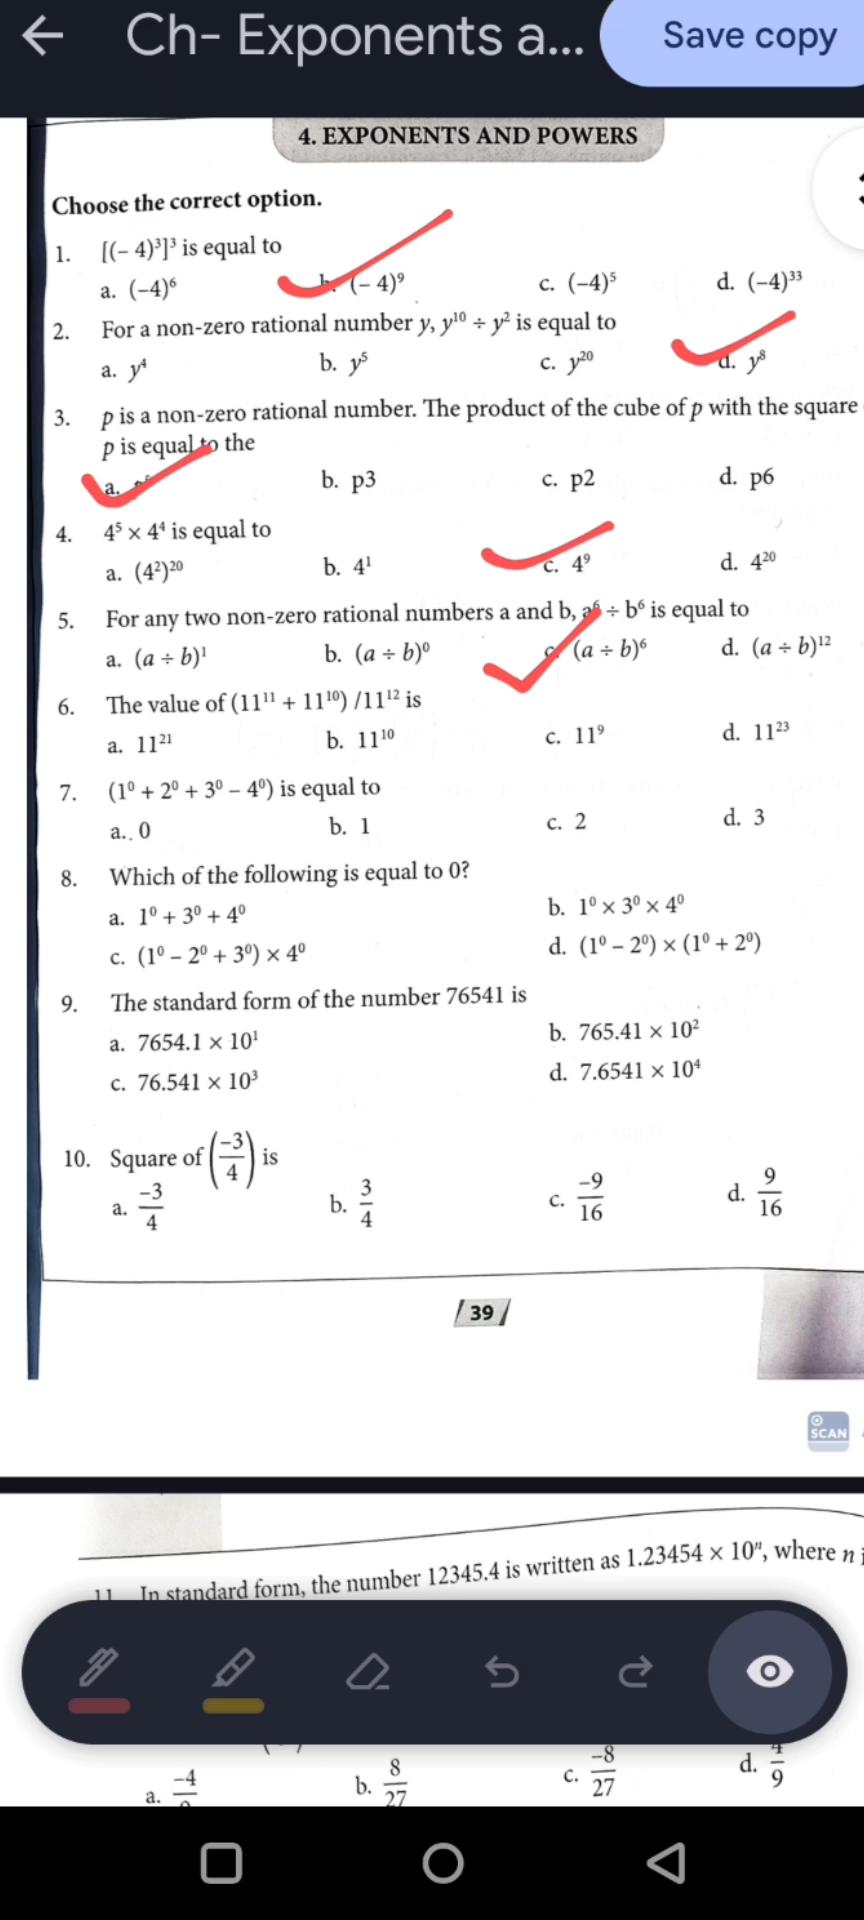 Ch- Exponents a...
Save copy
4. EXPONENTS AND POWERS
Choose the correct option.
1. [(– 4)³]³ is equal to
a. (–4)⁶ b. (– 4)⁹ c. (–4)⁵ d. (–4)³³
2. For a non-zero rational number y, y¹⁰ ÷ y² is equal to
a. y⁴ b. y⁵ c. y²⁰ d. y⁸
3. p is a non-zero rational number. The product of the cube of p with the square
p is equal to the
a. b. p3 c. p2 d. p6
4. 4⁵ × 4⁴ is equal to
a. (4²)²⁰ b. 4¹ c. 4⁹ d. 4²⁰
5. For any two non-zero rational numbers a and b, a⁶ ÷ b⁶ is equal to
a. (a ÷ b)¹ b. (a ÷ b)⁰ c. (a ÷ b)⁶ d. (a ÷ b)¹²
6. The value of (11¹¹ + 11¹⁰) /11¹² is
a. 11²¹ b. 11¹⁰ c. 11⁹ d. 11²³
7. (1⁰ + 2⁰ + 3⁰ – 4⁰) is equal to
a.. 0 b. 1 c. 2 d. 3
8. Which of the following is equal to 0?
a. 1⁰ + 3⁰ + 4⁰ b. 1⁰ × 3⁰ × 4⁰
c. (1⁰ – 2⁰ + 3⁰) × 4⁰ d. (1⁰ – 2⁰) × (1⁰ + 2⁰)
9. The standard form of the number 76541 is
a. 7654.1 × 10¹ b. 765.41 × 10²
c. 76.541 × 10³ d. 7.6541 × 10⁴
10. Square of (–3/4) is
a. –3/4 b. 3/4 c. –9/16 d. 9/16
39
SCAN
11 In standard form, the number 12345.4 is written as 1.23454 × 10ⁿ, where n
a. –4 b. 8/27 c. –8/27 d. 4/9